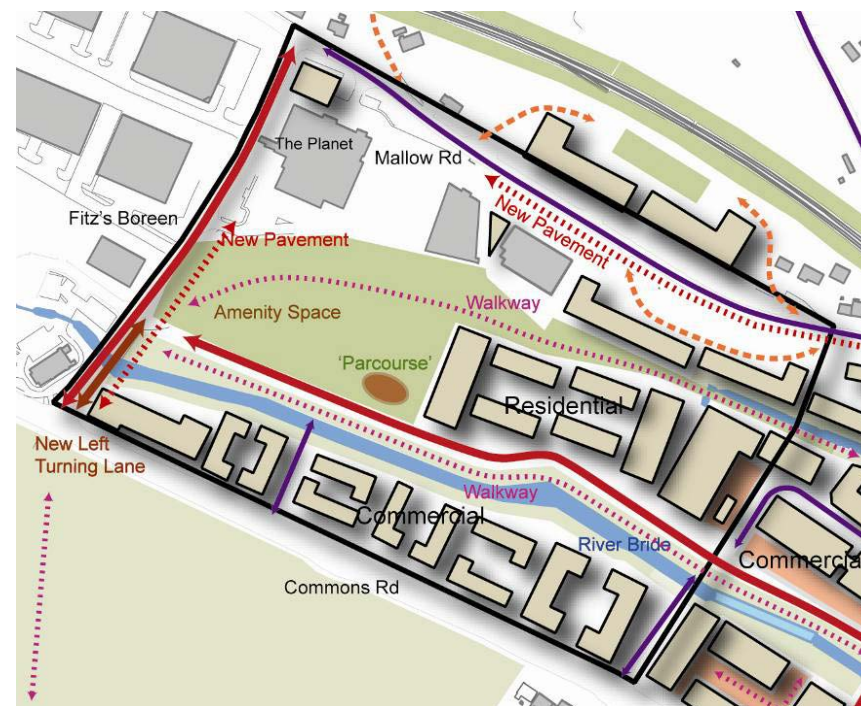 The Planet
Mallow Rd
Fitz's Boreen
New Pavement
New Pavement
Walkway
Amenity Space
'Parcourse'
Residential
New Left
Turning Lane
Walkway
Commercial
River Bride
Commercia
Commons Rd